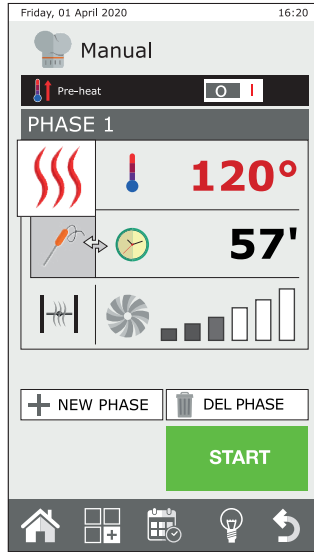 Friday, 01 April 2020 16:20
Manual
Pre-heat O I
PHASE 1
120°
57'
NEW PHASE DEL PHASE
START